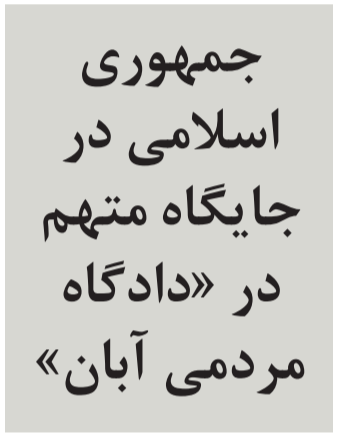 جمهوری
اسلامی در
جایگاه متهم
در «دادگاه
مردمی آبان»